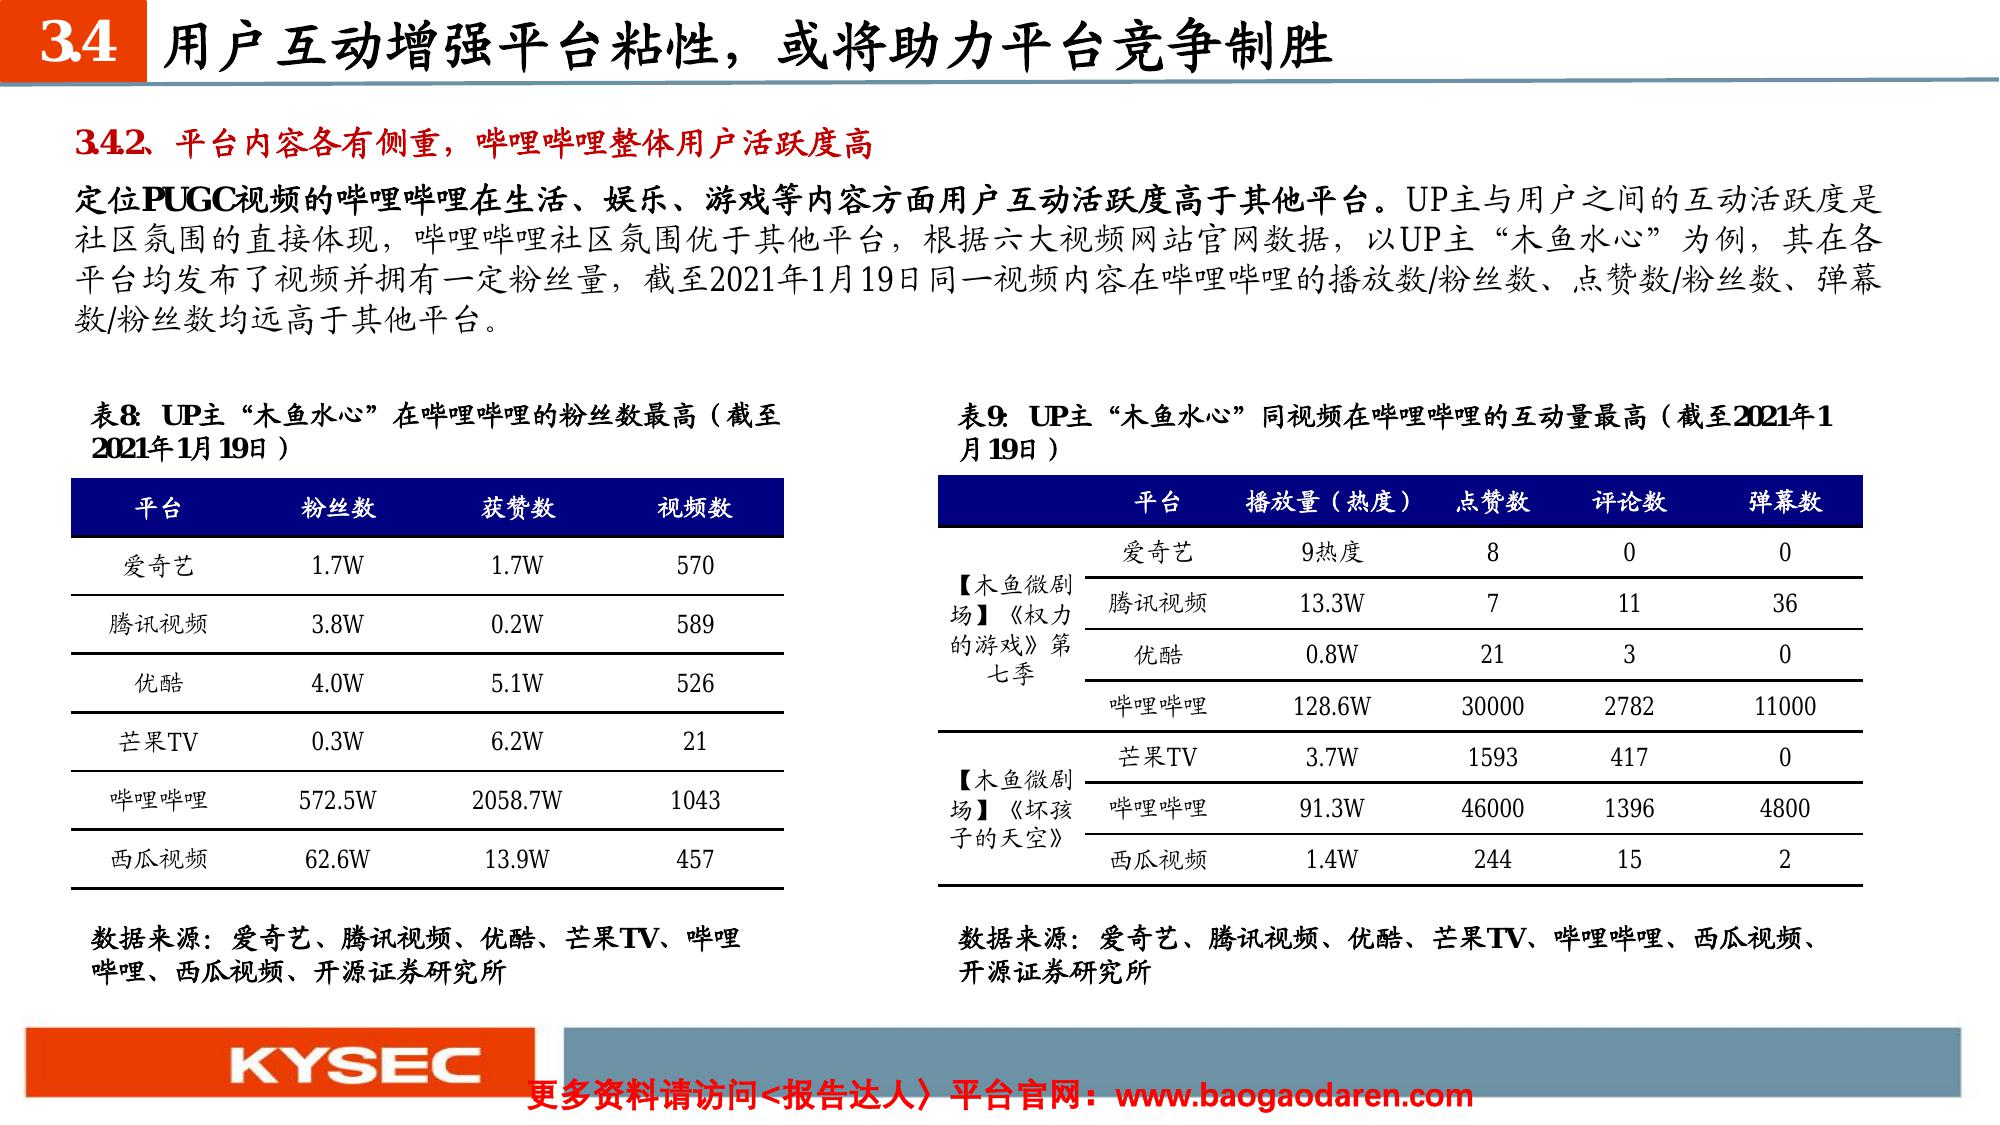 3.4 用户互动增强平台粘性，或将助力平台竞争制胜
3.4.2、平台内容各有侧重，哔哩哔哩整体用户活跃度高
定位PUGC视频的哔哩哔哩在生活、娱乐、游戏等内容方面用户互动活跃度高于其他平台。UP主与用户之间的互动活跃度是
社区氛围的直接体现，哔哩哔哩社区氛围优于其他平台，根据六大视频网站官网数据，以UP主“木鱼水心”为例，其在各
平台均发布了视频并拥有一定粉丝量，截至2021年1月19日同一视频内容在哔哩哔哩的播放数/粉丝数、点赞数/粉丝数、弹幕
数/粉丝数均远高于其他平台。
表8：UP主“木鱼水心”在哔哩哔哩的粉丝数最高（截至
2021年1月19日）
平台 粉丝数 获赞数 视频数
爱奇艺 1.7W 1.7W 570
腾讯视频 3.8W 0.2W 589
优酷 4.0W 5.1W 526
芒果TV 0.3W 6.2W 21
哔哩哔哩 572.5W 2058.7W 1043
西瓜视频 62.6W 13.9W 457
数据来源：爱奇艺、腾讯视频、优酷、芒果TV、哔哩
哔哩、西瓜视频、开源证券研究所
表9：UP主“木鱼水心”同视频在哔哩哔哩的互动量最高（截至2021年1
月19日）
平台 播放量（热度） 点赞数 评论数 弹幕数
【木鱼微剧
场】《权力
的游戏》第
七季
爱奇艺 9热度 8 0 0
腾讯视频 13.3W 7 11 36
优酷 0.8W 21 3 0
哔哩哔哩 128.6W 30000 2782 11000
【木鱼微剧
场】《坏孩
子的天空》
芒果TV 3.7W 1593 417 0
哔哩哔哩 91.3W 46000 1396 4800
西瓜视频 1.4W 244 15 2
数据来源：爱奇艺、腾讯视频、优酷、芒果TV、哔哩哔哩、西瓜视频、
开源证券研究所
KYSEC
更多资料请访问<报告达人〉平台官网：www.baogaodaren.com